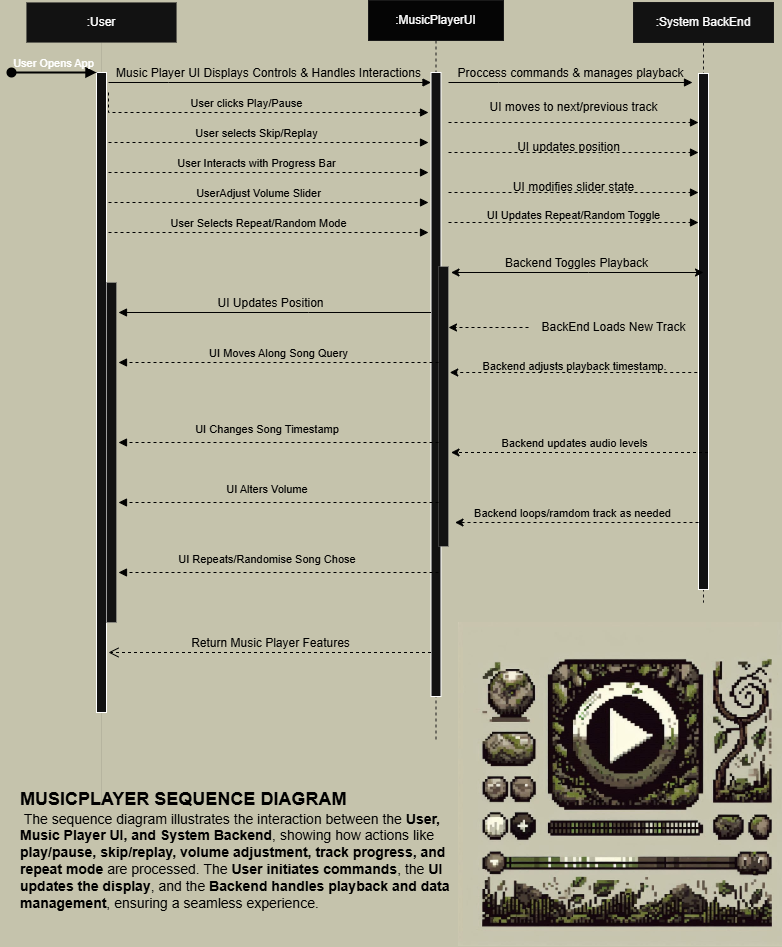 :User
:MusicPlayerUI
:System BackEnd
User Opens App
Music Player UI Displays Controls & Handles Interactions
Proccess commands & manages playback
User clicks Play/Pause
UI moves to next/previous track
User selects Skip/Replay
UI updates position
User Interacts with Progress Bar
UserAdjust Volume Slider
UI modifies slider state
User Selects Repeat/Random Mode
UI Updates Repeat/Random Toggle
Backend Toggles Playback
UI Updates Position
BackEnd Loads New Track
UI Moves Along Song Query
Backend adjusts playback timestamp.
UI Changes Song Timestamp
Backend updates audio levels
UI Alters Volume
Backend loops/ramdom track as needed
UI Repeats/Randomise Song Chose
Return Music Player Features
MUSICPLAYER SEQUENCE DIAGRAM
The sequence diagram illustrates the interaction between the User,
Music Player UI, and System Backend, showing how actions like
play/pause, skip/replay, volume adjustment, track progress, and
repeat mode are processed. The User initiates commands, the UI
updates the display, and the Backend handles playback and data
management, ensuring a seamless experience.